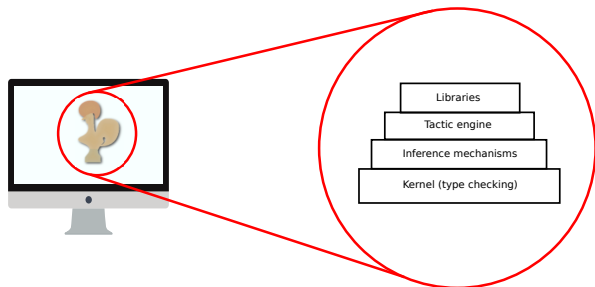 Libraries
Tactic engine
Inference mechanisms
Kernel (type checking)